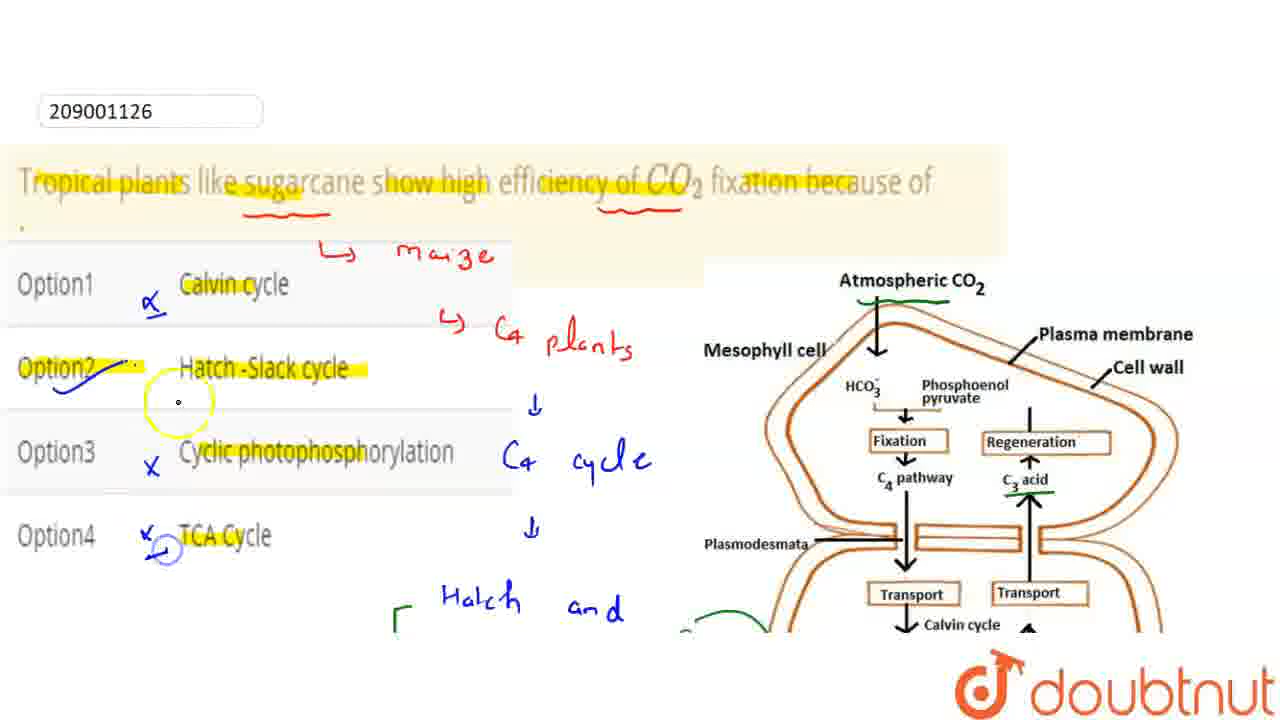 209001126
Tropical plants like sugarcane show high efficiency of CO₂ fixation because of
.
maize
Option1 Calvin cycle
C4 plants
Option2 Hatch -Slack cycle
Option3 Cyclic photophosphorylation
C4 cycle
Option4 TCA Cycle
Hatch and
Atmospheric CO₂
Plasma membrane
Mesophyll cell
Cell wall
HCO₃⁻ Phosphoenol
pyruvate
Fixation Regeneration
C₄ pathway C₃ acid
Plasmodesmata
Transport Transport
Calvin cycle
doubtnut